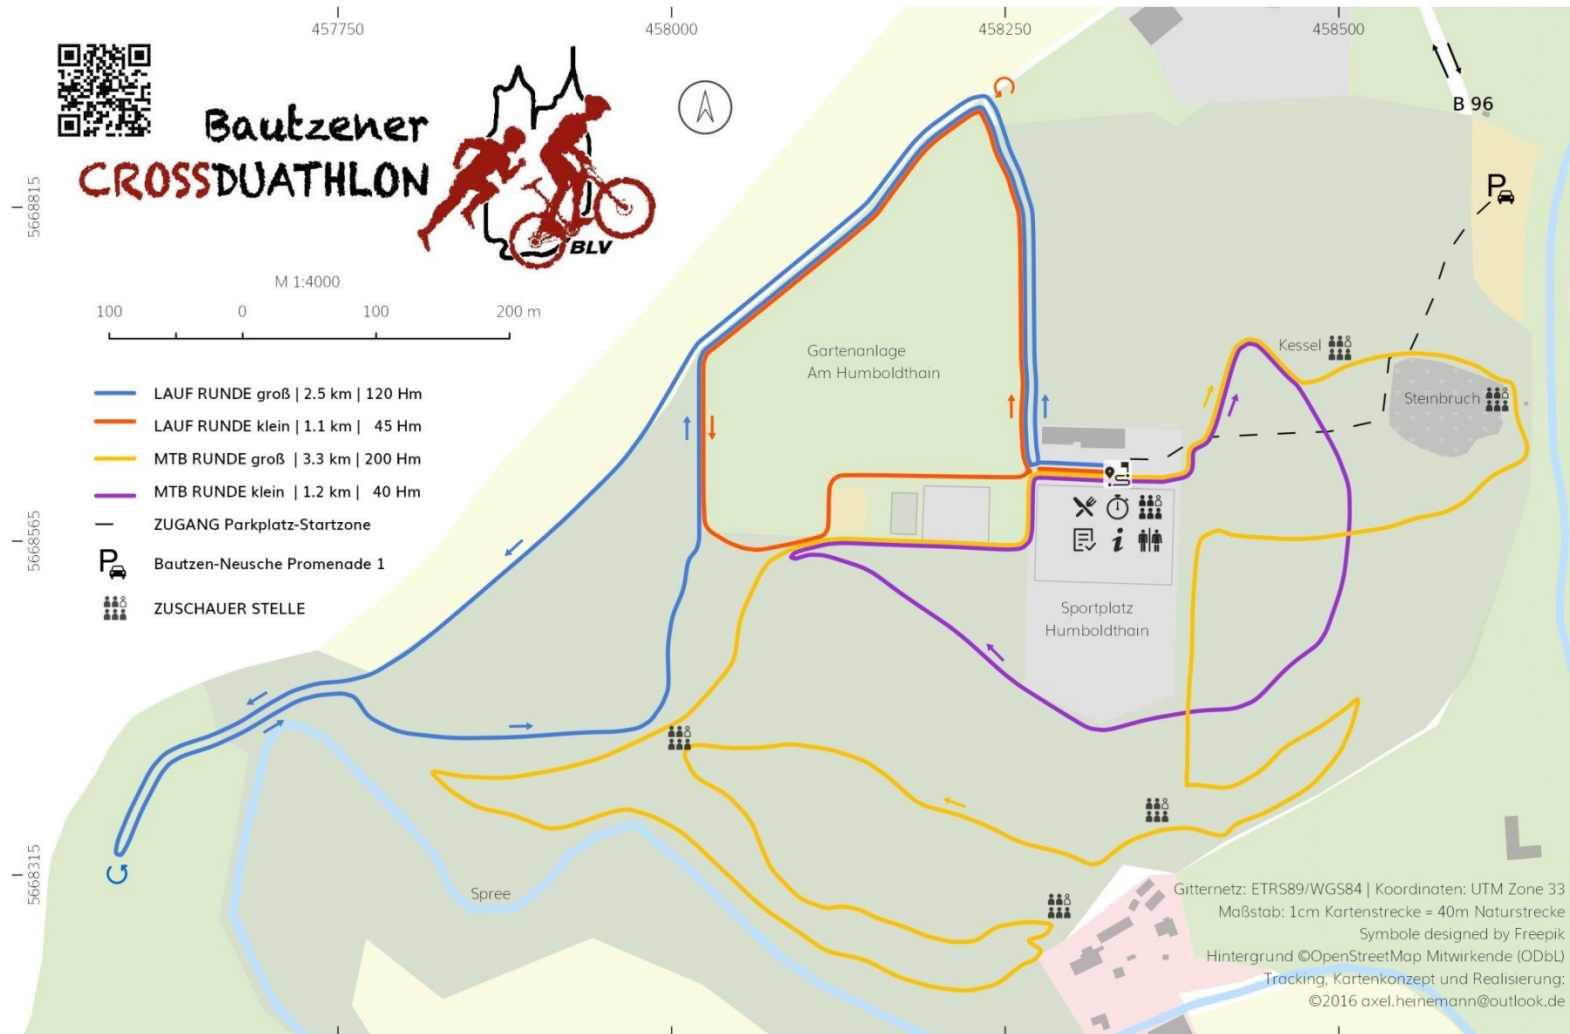 457750
458000
458250
458500
Bautzener
CROSSDUATHLON
BLV
B 96
P
5668815
5668565
5668315
M 1:4000
100 0 100 200 m
LAUF RUNDE groß | 2.5 km | 120 Hm
LAUF RUNDE klein | 1.1 km | 45 Hm
MTB RUNDE groß | 3.3 km | 200 Hm
MTB RUNDE klein | 1.2 km | 40 Hm
ZUGANG Parkplatz-Startzone
P Bautzen-Neusche Promenade 1
ZUSCHAUER STELLE
Gartenanlage
Am Humboldthain
Kessel
Steinbruch
i
Sportplatz
Humboldthain
Spree
Gitternetz: ETRS89/WGS84 | Koordinaten: UTM Zone 33
Maßstab: 1cm Kartenstrecke = 40m Naturstrecke
Symbole designed by Freepik
Hintergrund ©OpenStreetMap Mitwirkende (ODbL)
Tracking, Kartenkonzept und Realisierung:
©2016 axel.heinemann@outlook.de